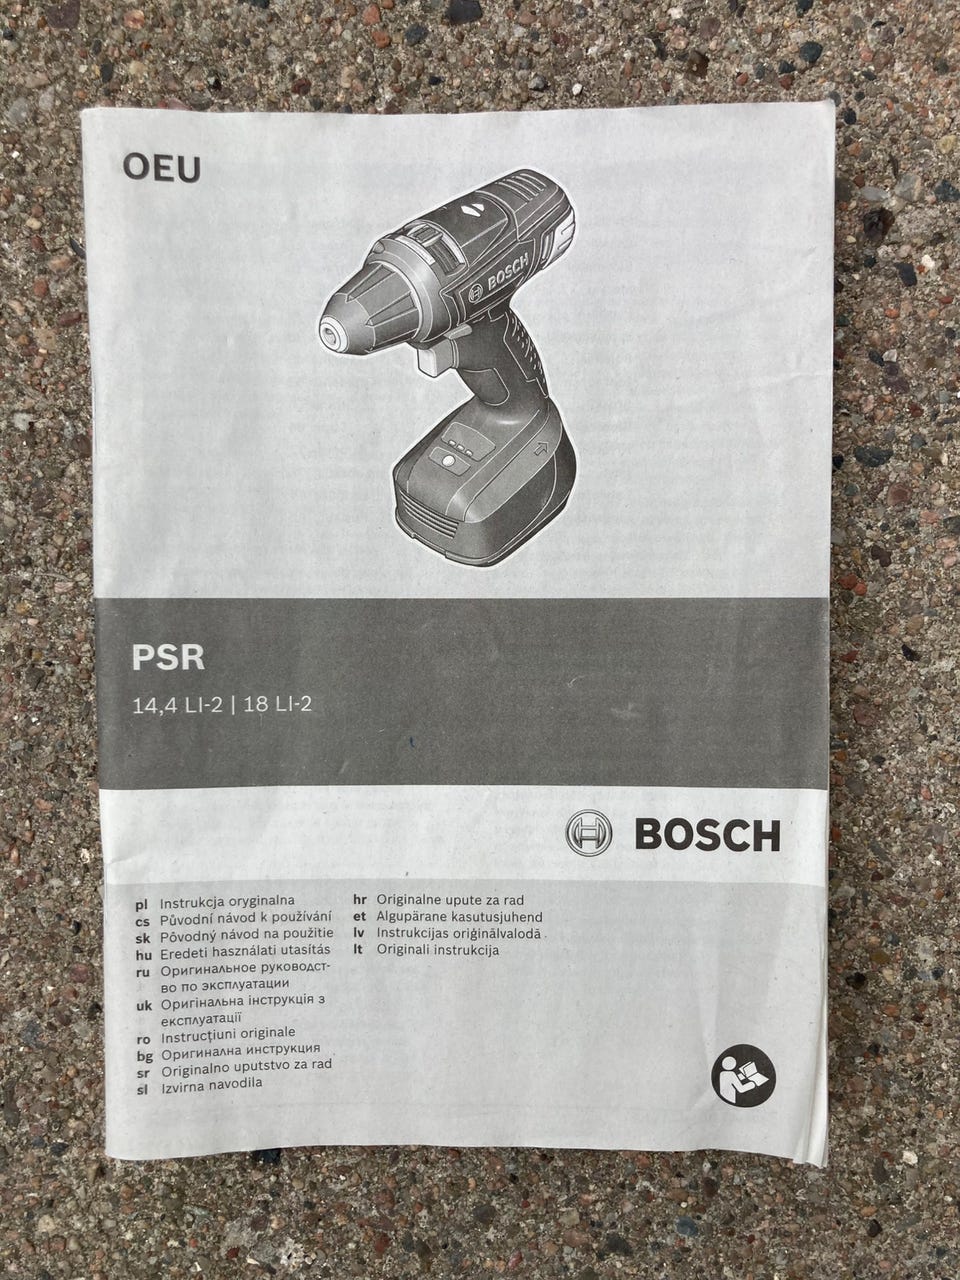 OEU
BOSCH
PSR
14,4 LI-2 | 18 LI-2
BOSCH
pl Instrukcja oryginalna
cs Původní návod k používání
sk Pôvodný návod na použitie
hu Eredeti használati utasítás
ru Оригинальное руководст-
во по эксплуатации
uk Оригінальна інструкція з
експлуатації
ro Instrucțiuni originale
bg Оригинална инструкция
sr Originalno uputstvo za rad
sl Izvirna navodila
hr Originalne upute za rad
et Algupärane kasutusjuhend
lv Instrukcijas oriģinālvalodā
lt Originali instrukcija